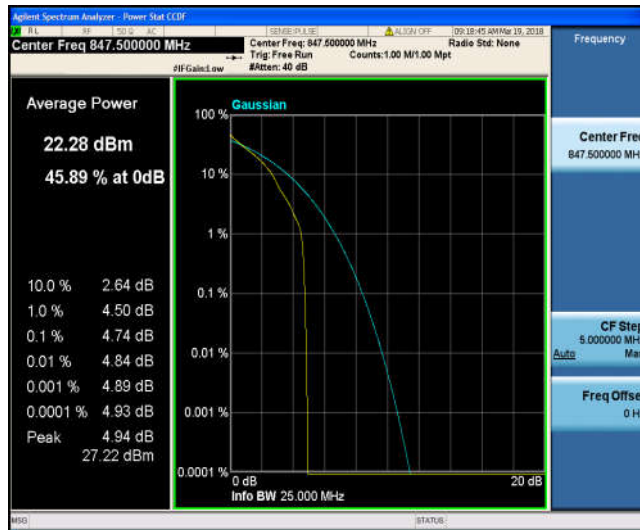 Agilent Spectrum Analyzer - Power Stat CCDF
RL RF 50 Ω AC SENSE:PULSE ALIGN OFF 09:18:45 AM Mar 19, 2018
Center Freq 847.500000 MHz
Center Freq: 847.500000 MHz Radio Std: None
Trig: Free Run Counts:1.00 M/1.00 Mpt
#IFGain:Low #Atten: 40 dB
Frequency
Average Power
22.28 dBm
45.89 % at 0dB
10.0 % 2.64 dB
1.0 % 4.50 dB
0.1 % 4.74 dB
0.01 % 4.84 dB
0.001 % 4.89 dB
0.0001 % 4.93 dB
Peak 4.94 dB
27.22 dBm
Gaussian
100 %
10 %
1 %
0.1 %
0.01 %
0.001 %
0.0001 %
0 dB 20 dB
Info BW 25.000 MHz
Center Fre
847.500000 MH
CF Step
5.000000 MH
Auto Ma
Freq Offse
0 H
MSG STATUS